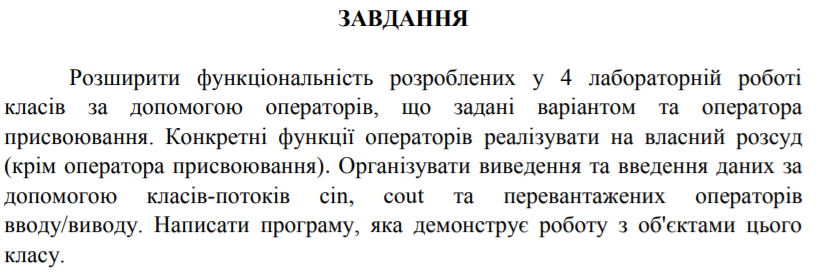 ЗАВДАННЯ
Розширити функціональність розроблених у 4 лабораторній роботі
класів за допомогою операторів, що задані варіантом та оператора
присвоювання. Конкретні функції операторів реалізувати на власний розсуд
(крім оператора присвоювання). Організувати виведення та введення даних за
допомогою класів-потоків cin, cout та перевантажених операторів
вводу/виводу. Написати програму, яка демонструє роботу з об'єктами цього
класу.